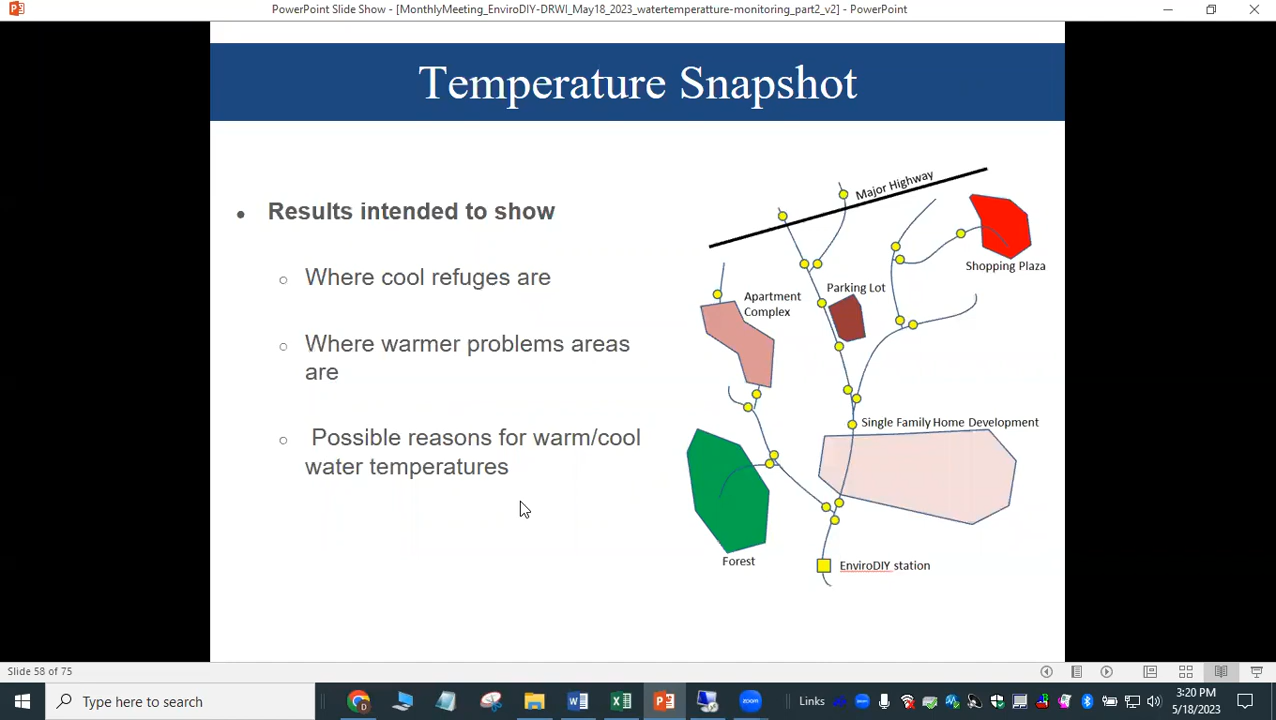 PowerPoint Slide Show - [MonthlyMeeting_EnviroDIY-DRWI_May18_2023_watertemperatture-monitoring_part2_v2] - PowerPoint
Temperature Snapshot
Results intended to show
Where cool refuges are
Where warmer problems areas
are
Possible reasons for warm/cool
water temperatures
Major Highway
Shopping Plaza
Parking Lot
Apartment
Complex
Single Family Home Development
Forest
EnviroDIY station
Slide 58 of 75
Type here to search
Links
3:20 PM
5/18/2023